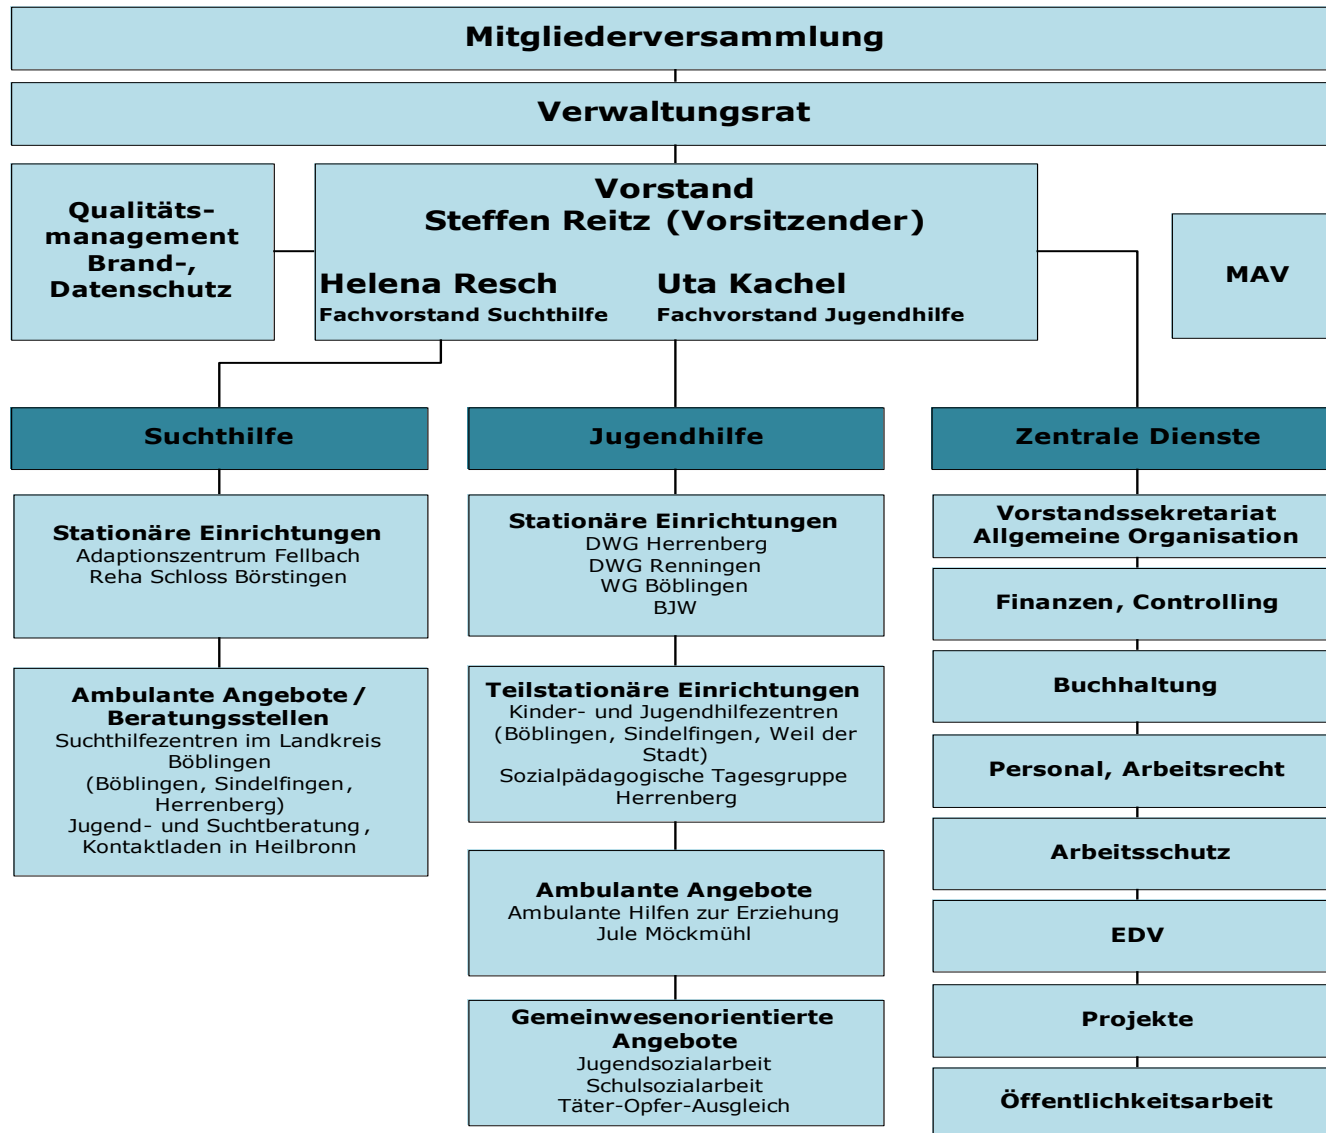 Mitgliederversammlung
Verwaltungsrat
Qualitäts-
management
Brand-,
Datenschutz
Vorstand
Steffen Reitz (Vorsitzender)
Helena Resch
Fachvorstand Suchthilfe
Uta Kachel
Fachvorstand Jugendhilfe
MAV
Suchthilfe
Stationäre Einrichtungen
Adaptionszentrum Fellbach
Reha Schloss Börstingen
Ambulante Angebote/
Beratungsstellen
Suchthilfezentren im Landkreis
Böblingen
(Böblingen, Sindelfingen,
Herrenberg)
Jugend- und Suchtberatung,
Kontaktladen in Heilbronn
Jugendhilfe
Stationäre Einrichtungen
DWG Herrenberg
DWG Renningen
WG Böblingen
BJW
Teilstationäre Einrichtungen
Kinder- und Jugendhilfezentren
(Böblingen, Sindelfingen, Weil der
Stadt)
Sozialpädagogische Tagesgruppe
Herrenberg
Ambulante Angebote
Ambulante Hilfen zur Erziehung
Jule Möckmühl
Gemeinwesenorientierte
Angebote
Jugendsozialarbeit
Schulsozialarbeit
Täter-Opfer-Ausgleich
Zentrale Dienste
Vorstandssekretariat
Allgemeine Organisation
Finanzen, Controlling
Buchhaltung
Personal, Arbeitsrecht
Arbeitsschutz
EDV
Projekte
Öffentlichkeitsarbeit